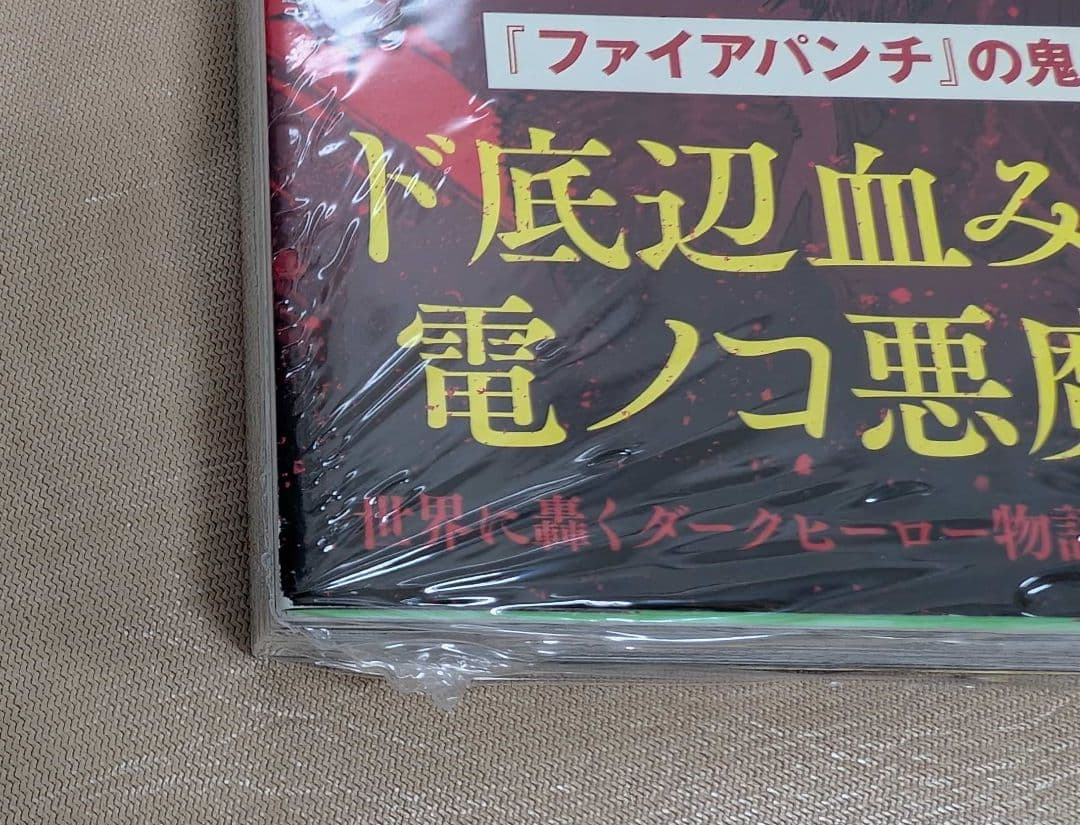 『ファイアパンチ』の鬼
ド底辺血み
電ノコ悪魔
世界に轟くダークヒーロー物語